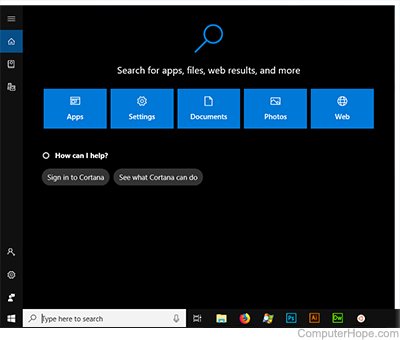 Search for apps, files, web results, and more
Apps Settings Documents Photos Web
How can I help?
Sign in to Cortana See what Cortana can do
Type here to search Ps Ai Dw
ComputerHope.com